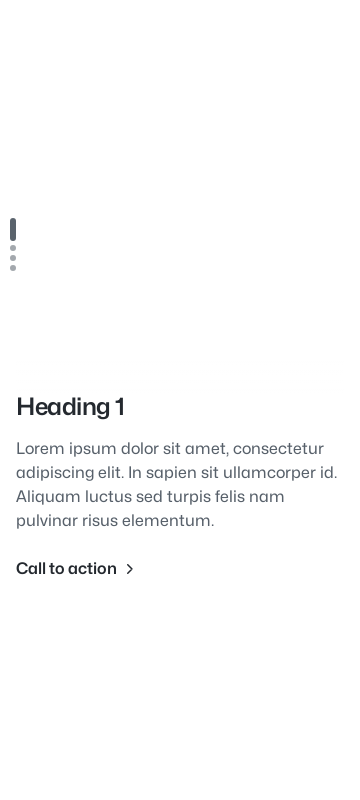 Heading 1
Lorem ipsum dolor sit amet, consectetur
adipiscing elit. In sapien sit ullamcorper id.
Aliquam luctus sed turpis felis nam
pulvinar risus elementum.
Call to action